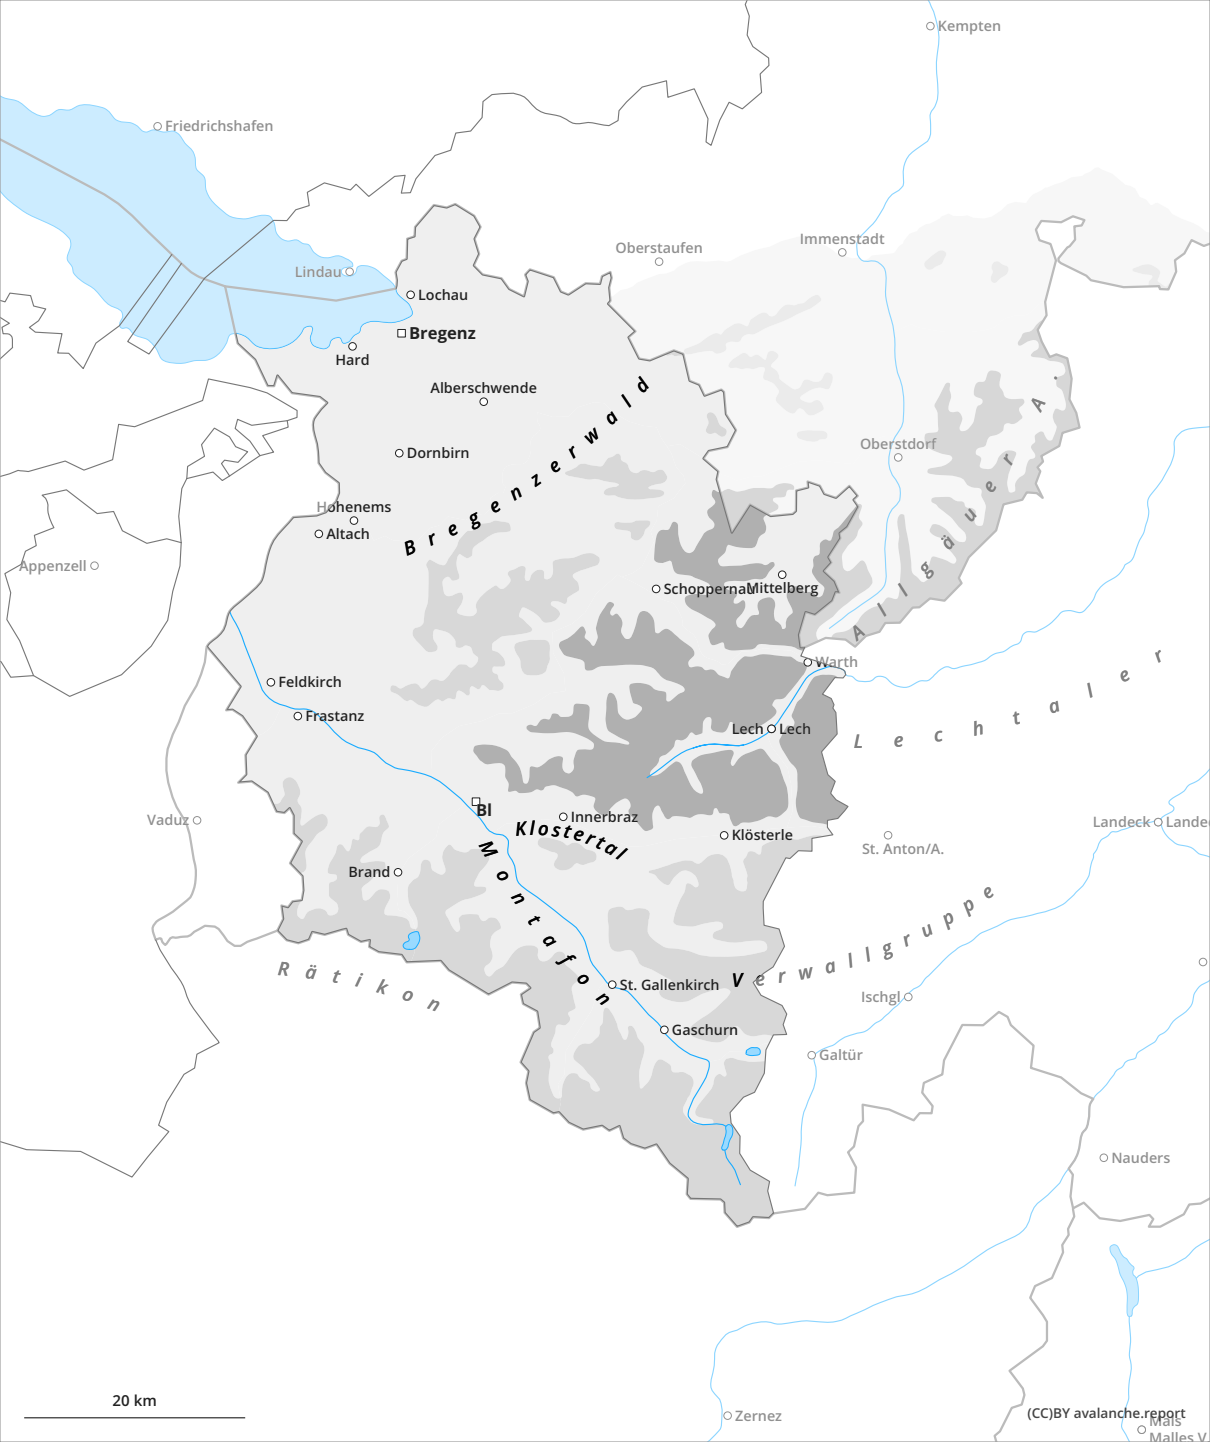 Kempten
Friedrichshafen
Immenstadt
Oberstaufen
Lindau
Lochau
Bregenz
Hard
Alberschwende
Bregenzerwald
Allgäuer A.
Oberstdorf
Dornbirn
Hohenems
Altach
Appenzell
Schoppernau
Mittelberg
Warth
Lechtaler
Feldkirch
Frastanz
Lech
Lech
Vaduz
Bl
Innerbraz
Klostertal
Klösterle
St. Anton/A.
Landeck
Landec
Montafon
Brand
Verwallgruppe
Rätikon
St. Gallenkirch
Ischgl
Gaschurn
Galtür
Nauders
20 km
Zernez
(CC)BY avalanche.report
Mals
Malles V